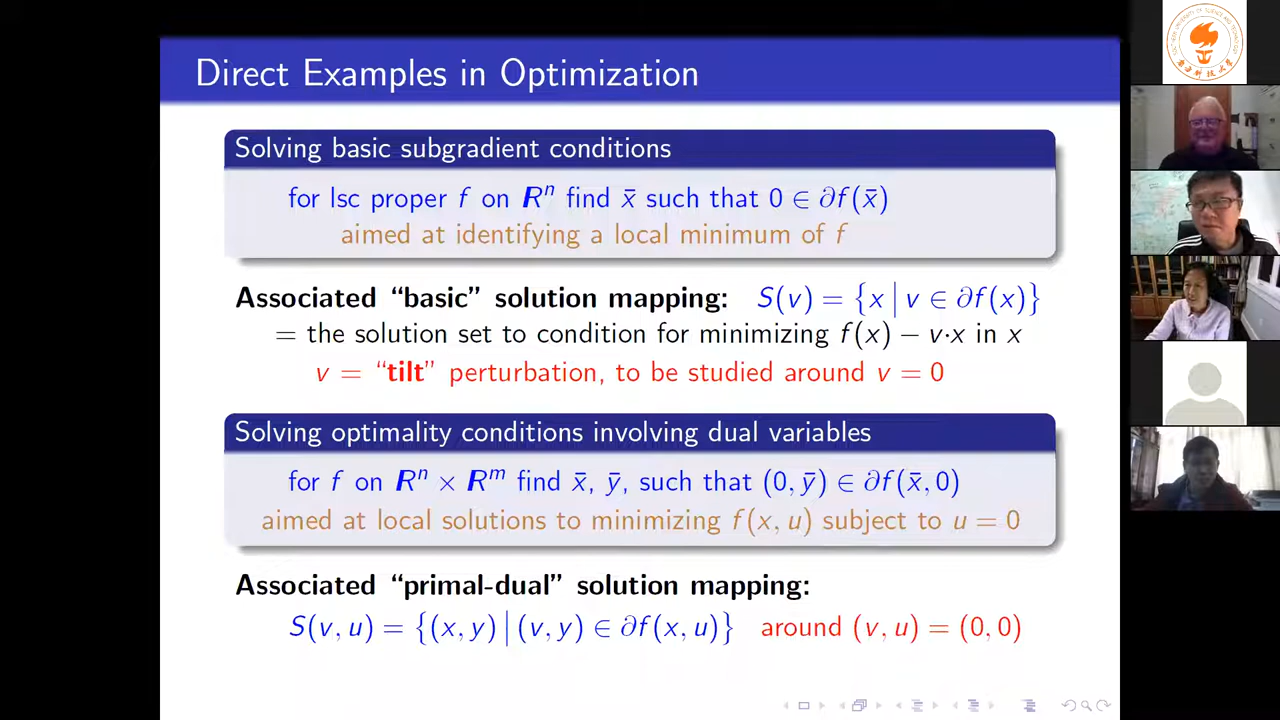 Direct Examples in Optimization
Solving basic subgradient conditions
for lsc proper f on Rⁿ find x̄ such that 0 ∈ ∂f(x̄)
aimed at identifying a local minimum of f
Associated “basic” solution mapping: S(v) = {x | v ∈ ∂f(x)}
= the solution set to condition for minimizing f(x) − v·x in x
v = “tilt” perturbation, to be studied around v = 0
Solving optimality conditions involving dual variables
for f on Rⁿ × Rᵐ find x̄, ȳ, such that (0, ȳ) ∈ ∂f(x̄, 0)
aimed at local solutions to minimizing f(x, u) subject to u = 0
Associated “primal-dual” solution mapping:
S(v, u) = {(x, y) | (v, y) ∈ ∂f(x, u)} around (v, u) = (0, 0)